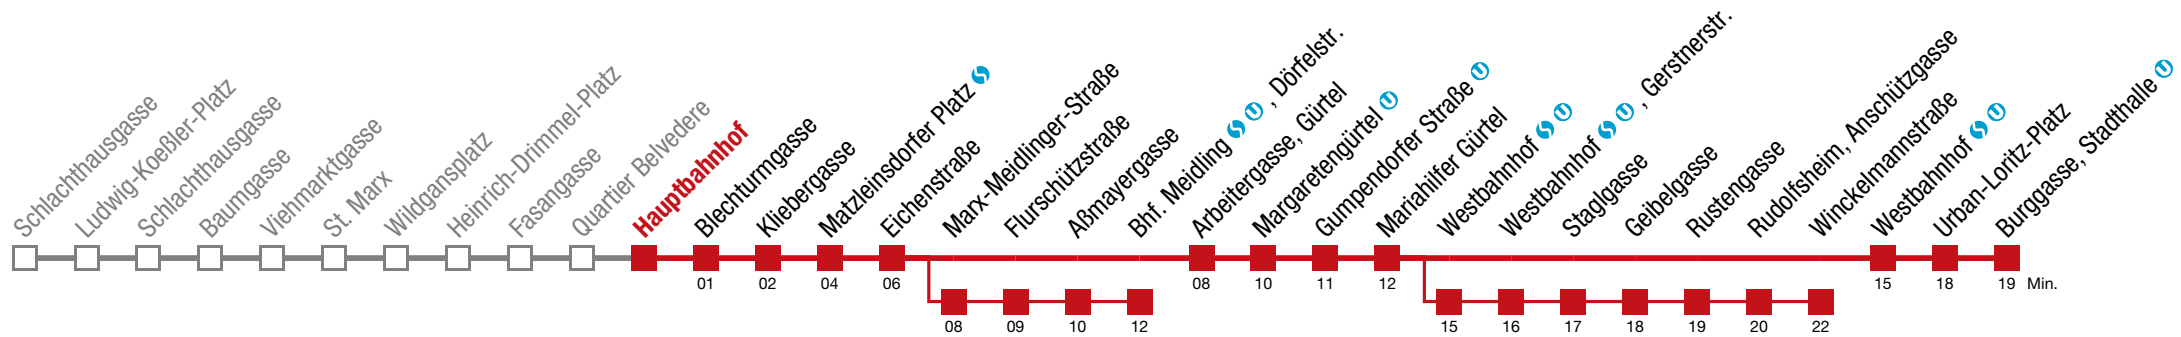 Schlachthausgasse
Ludwig-Koeßler-Platz
Schlachthausgasse
Baumgasse
Viehmarktgasse
St. Marx
Wildgansplatz
Heinrich-Drimmel-Platz
Fasangasse
Quartier Belvedere
Hauptbahnhof
Blechturmgasse
Kliebergasse
Matzleinsdorfer Platz S
Eichenstraße
Marx-Meidlinger-Straße
Flurschützstraße
Aßmayergasse
Bhf. Meidling S U , Dörfelstr.
Arbeitergasse, Gürtel
Margaretengürtel U
Gumpendorfer Straße U
Mariahilfer Gürtel
Westbahnhof S U
Westbahnhof S U , Gerstnerstr.
Staglgasse
Geibelgasse
Rustengasse
Rudolfsheim, Anschützgasse
Winckelmannstraße
Westbahnhof S U
Urban-Loritz-Platz
Burggasse, Stadthalle U
01 02 04 06 08 10 11 12 15 18 19 Min.
08 09 10 12 15 16 17 18 19 20 22